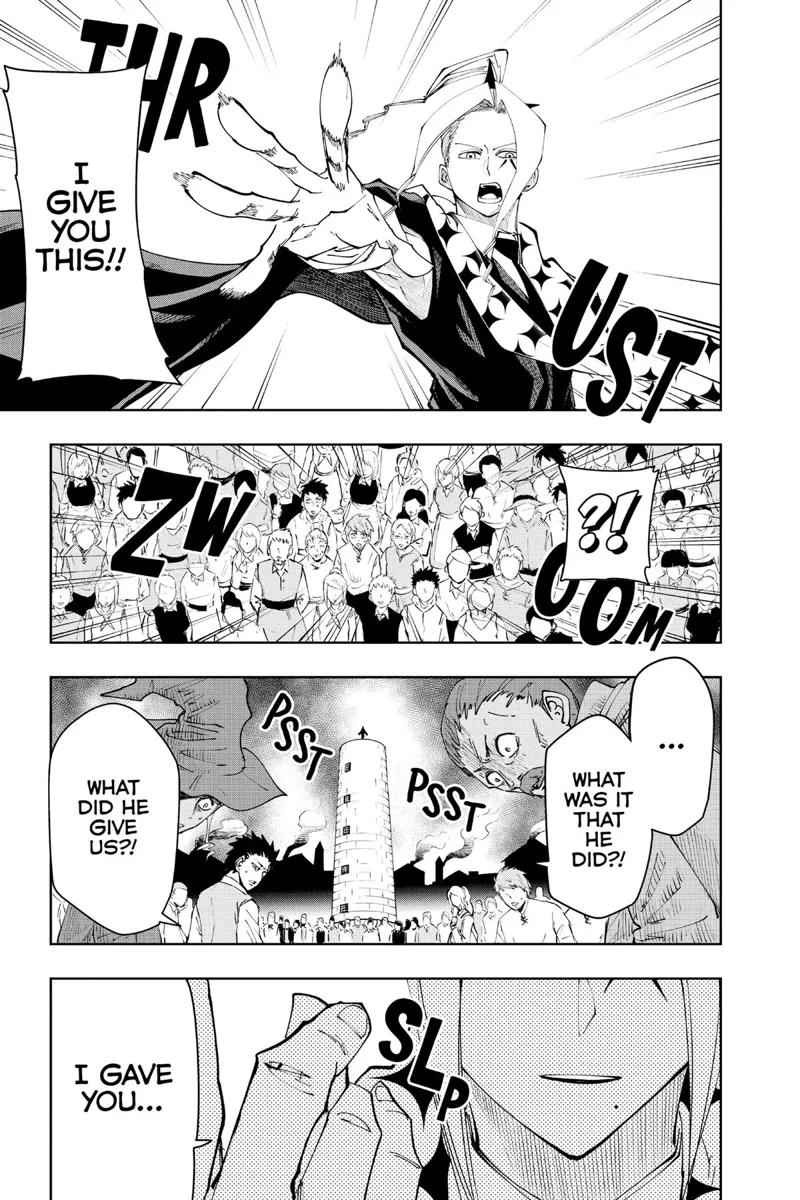 THR
UST
I
GIVE
YOU
THIS!!
?!
ZW
OOM
...
WHAT
WAS IT
THAT
HE
DID?!
PSST
PSST
WHAT
DID HE
GIVE
US?!
SLP
I GAVE
YOU...